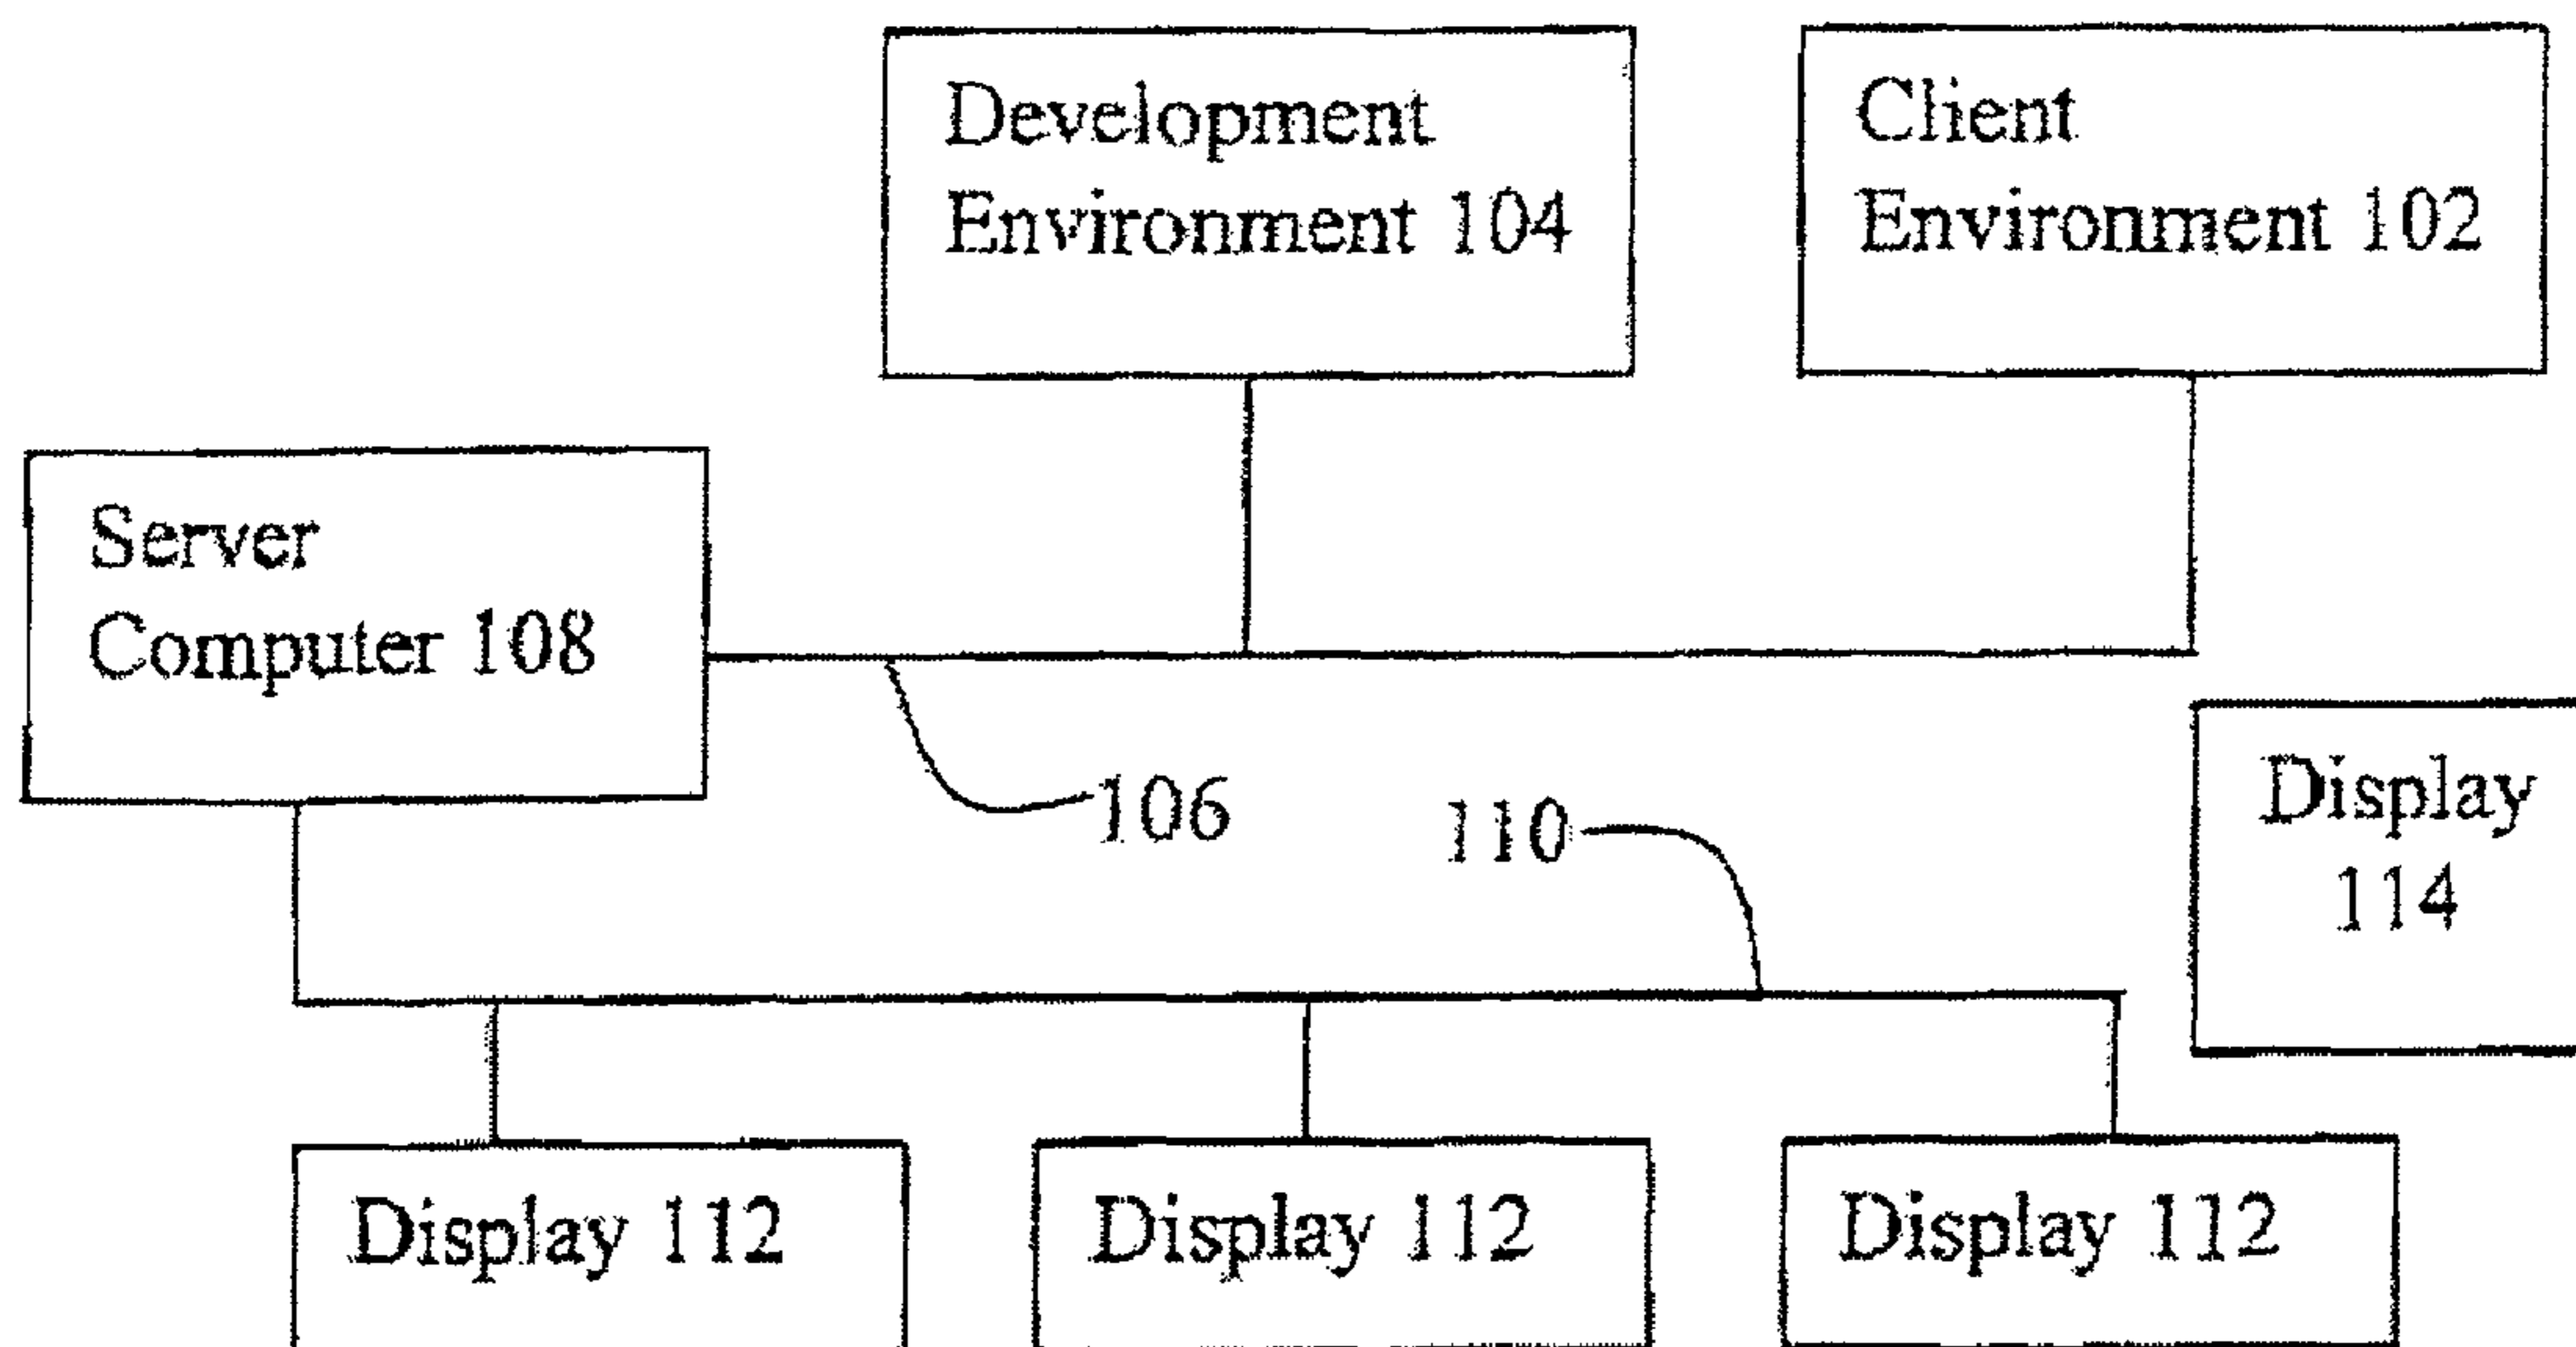 Development
Environment 104
Client
Environment 102
Server
Computer 108
106
110
Display
114
Display 112
Display 112
Display 112